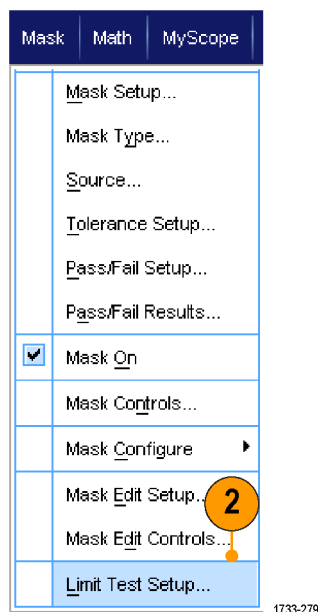 Mask Math MyScope
Mask Setup...
Mask Type...
Source...
Tolerance Setup...
Pass/Fail Setup...
Pass/Fail Results...
Mask On
Mask Controls...
Mask Configure
Mask Edit Setup...
2
Mask Edit Controls...
Limit Test Setup...
1733-279